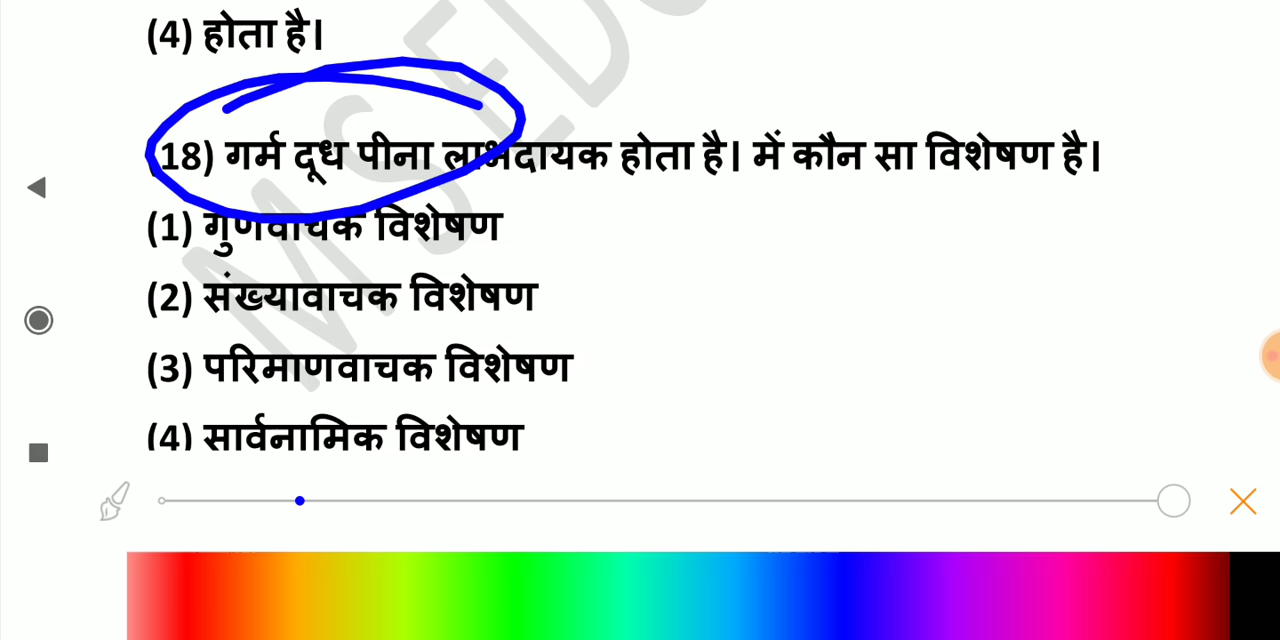 (4) होता है।
(18) गर्म दूध पीना लाभदायक होता है। में कौन सा विशेषण है।
(1) गुणवाचक विशेषण
(2) संख्यावाचक विशेषण
(3) परिमाणवाचक विशेषण
(4) सार्वनामिक विशेषण